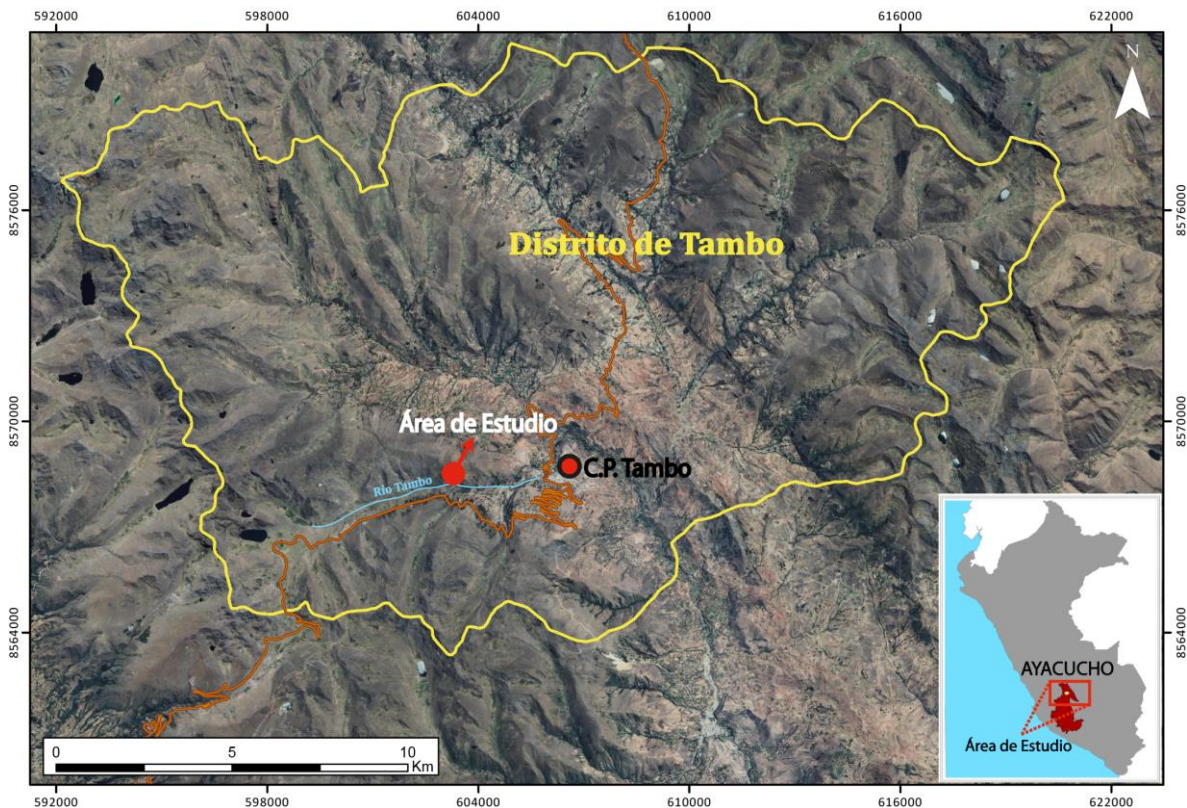 592000 598000 604000 610000 616000 622000
N
8576000 8576000
Distrito de Tambo
8570000 8570000
Área de Estudio
C.P. Tambo
Río Tambo
8564000 8564000
AYACUCHO
Área de Estudio
0 5 10
Km
592000 598000 604000 610000 616000 622000